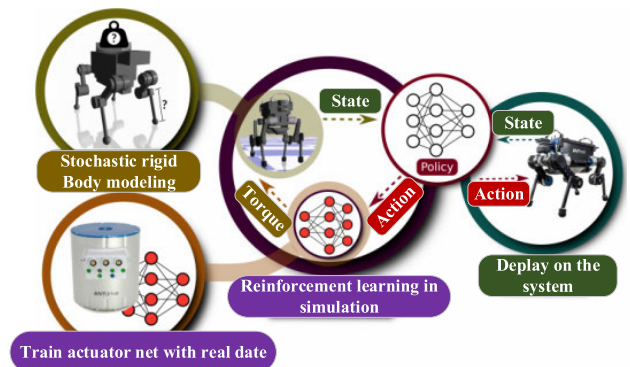 ?
?
Stochastic rigid
Body modeling
State
Policy
State
Action
Action
Torque
Reinforcement learning in
simulation
Deplay on the
system
Train actuator net with real date